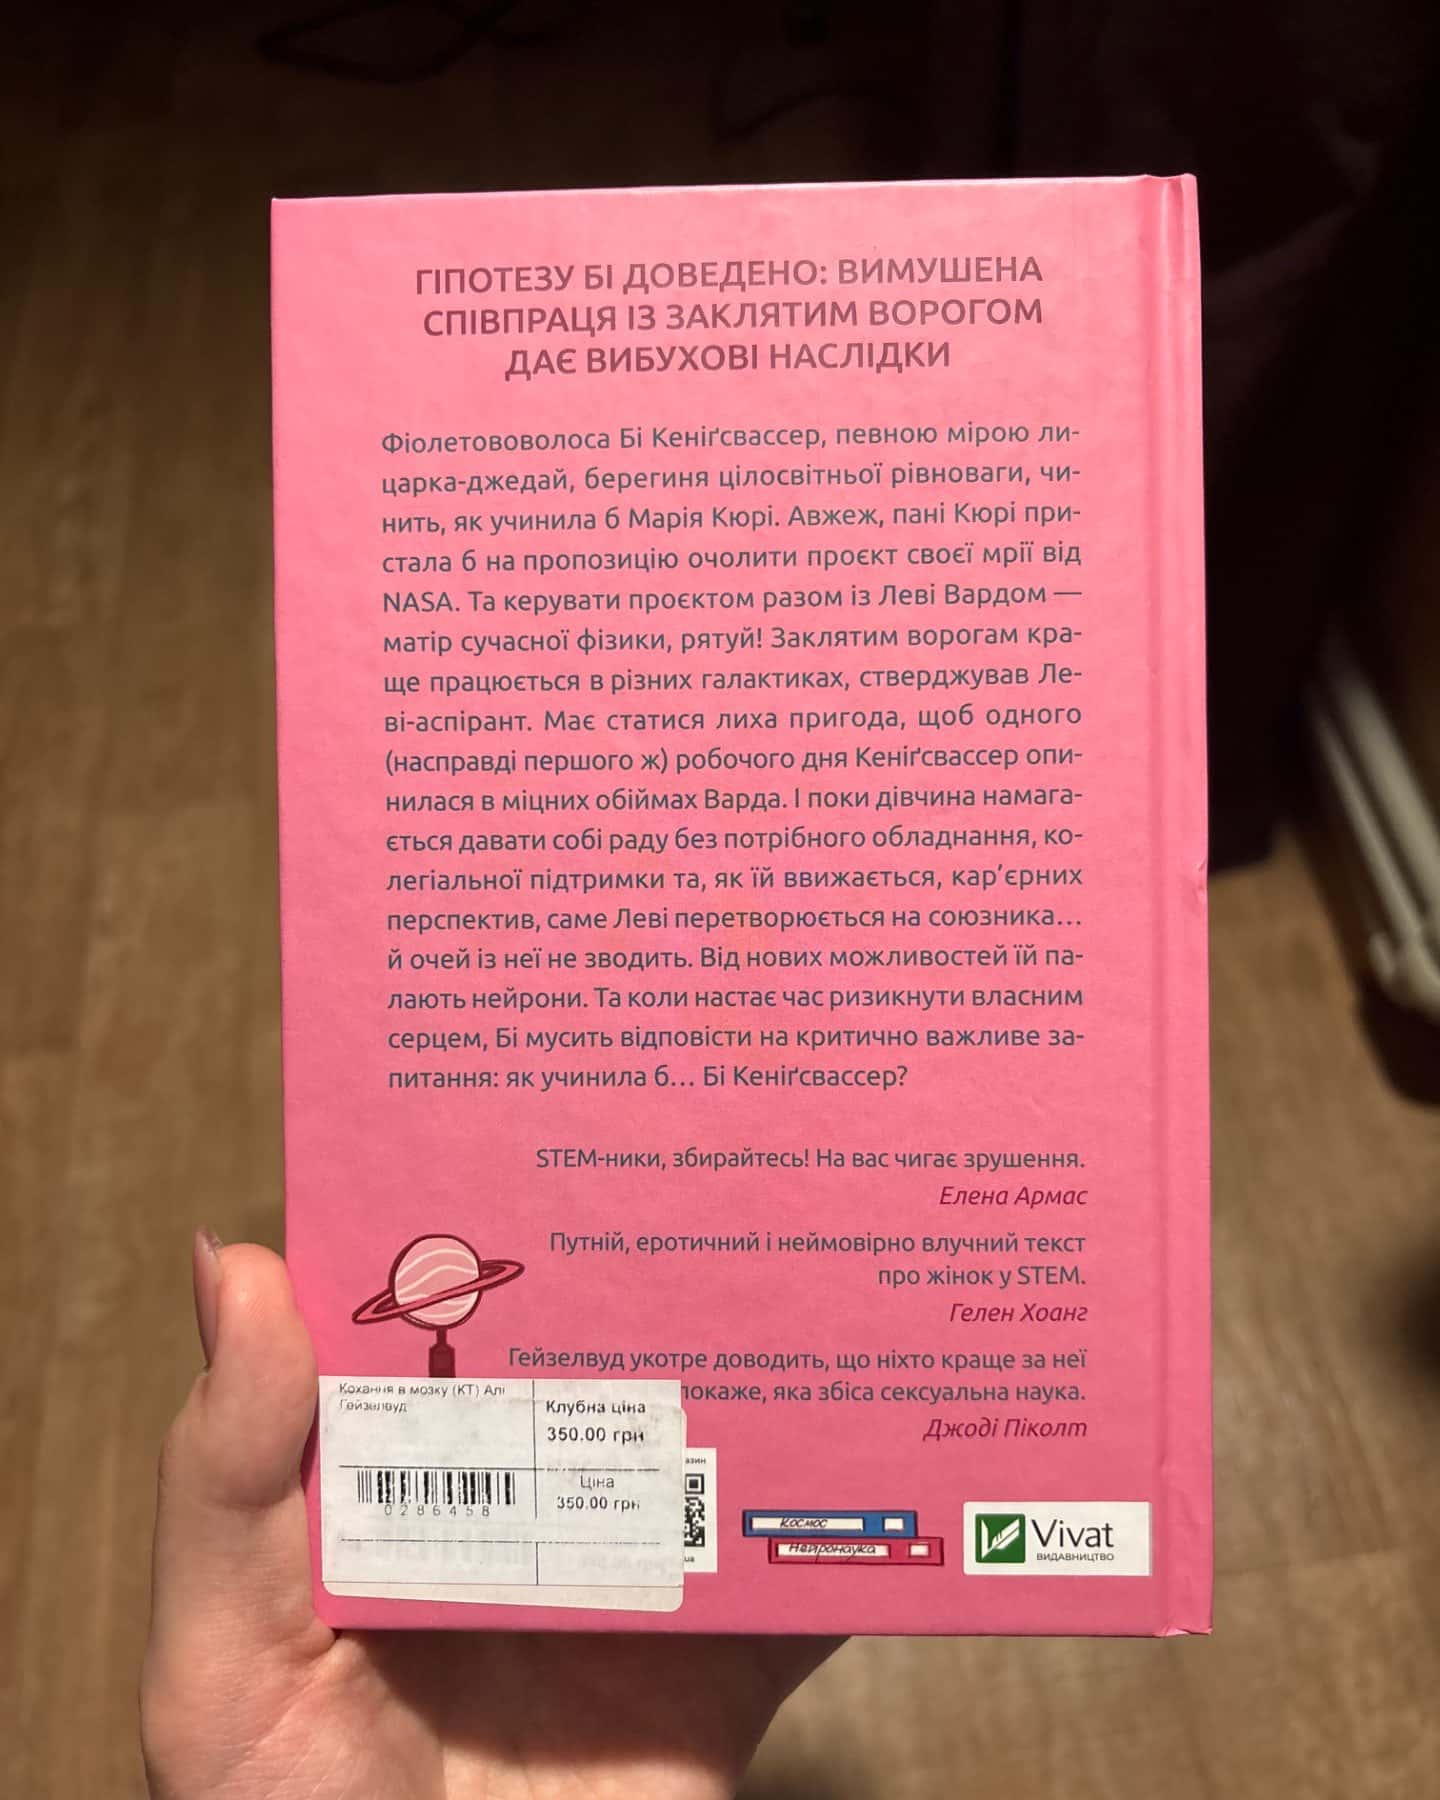 ГІПОТЕЗУ БІ ДОВЕДЕНО: ВИМУШЕНА
СПІВПРАЦЯ ІЗ ЗАКЛЯТИМ ВОРОГОМ
ДАЄ ВИБУХОВІ НАСЛІДКИ
Фіолетововолоса Бі Кеніґсвассер, певною мірою ли-
царка-джедай, берегиня цілосвітньої рівноваги, чи-
нить, як учинила б Марія Кюрі. Авжеж, пані Кюрі при-
стала б на пропозицію очолити проєкт своєї мрії від
NASA. Та керувати проєктом разом із Леві Вардом —
матір сучасної фізики, рятуй! Заклятим ворогам кра-
ще працюється в різних галактиках, стверджував Ле-
ві-аспірант. Має статися лиха пригода, щоб одного
(насправді першого ж) робочого дня Кеніґсвассер опи-
нилася в міцних обіймах Варда. І поки дівчина намага-
ється давати собі раду без потрібного обладнання, ко-
легіальної підтримки та, як їй ввижається, кар’єрних
перспектив, саме Леві перетворюється на союзника…
й очей із неї не зводить. Від нових можливостей їй па-
лають нейрони. Та коли настає час ризикнути власним
серцем, Бі мусить відповісти на критично важливе за-
питання: як учинила б… Бі Кеніґсвассер?
STEM-ники, збирайтесь! На вас чигає зрушення.
Елена Армас
Путній, еротичний і неймовірно влучний текст
про жінок у STEM.
Гелен Хоанг
Гейзелвуд укотре доводить, що ніхто краще за неї
покаже, яка збіса сексуальна наука.
Джоді Піколт
Кохання в мозку (КТ) Алі
Гейзелвуд
Клубна ціна
350.00 грн
Ціна
350.00 грн
0286458
азин
ua
Космос
Нейронаука
Vivat
ВИДАВНИЦТВО